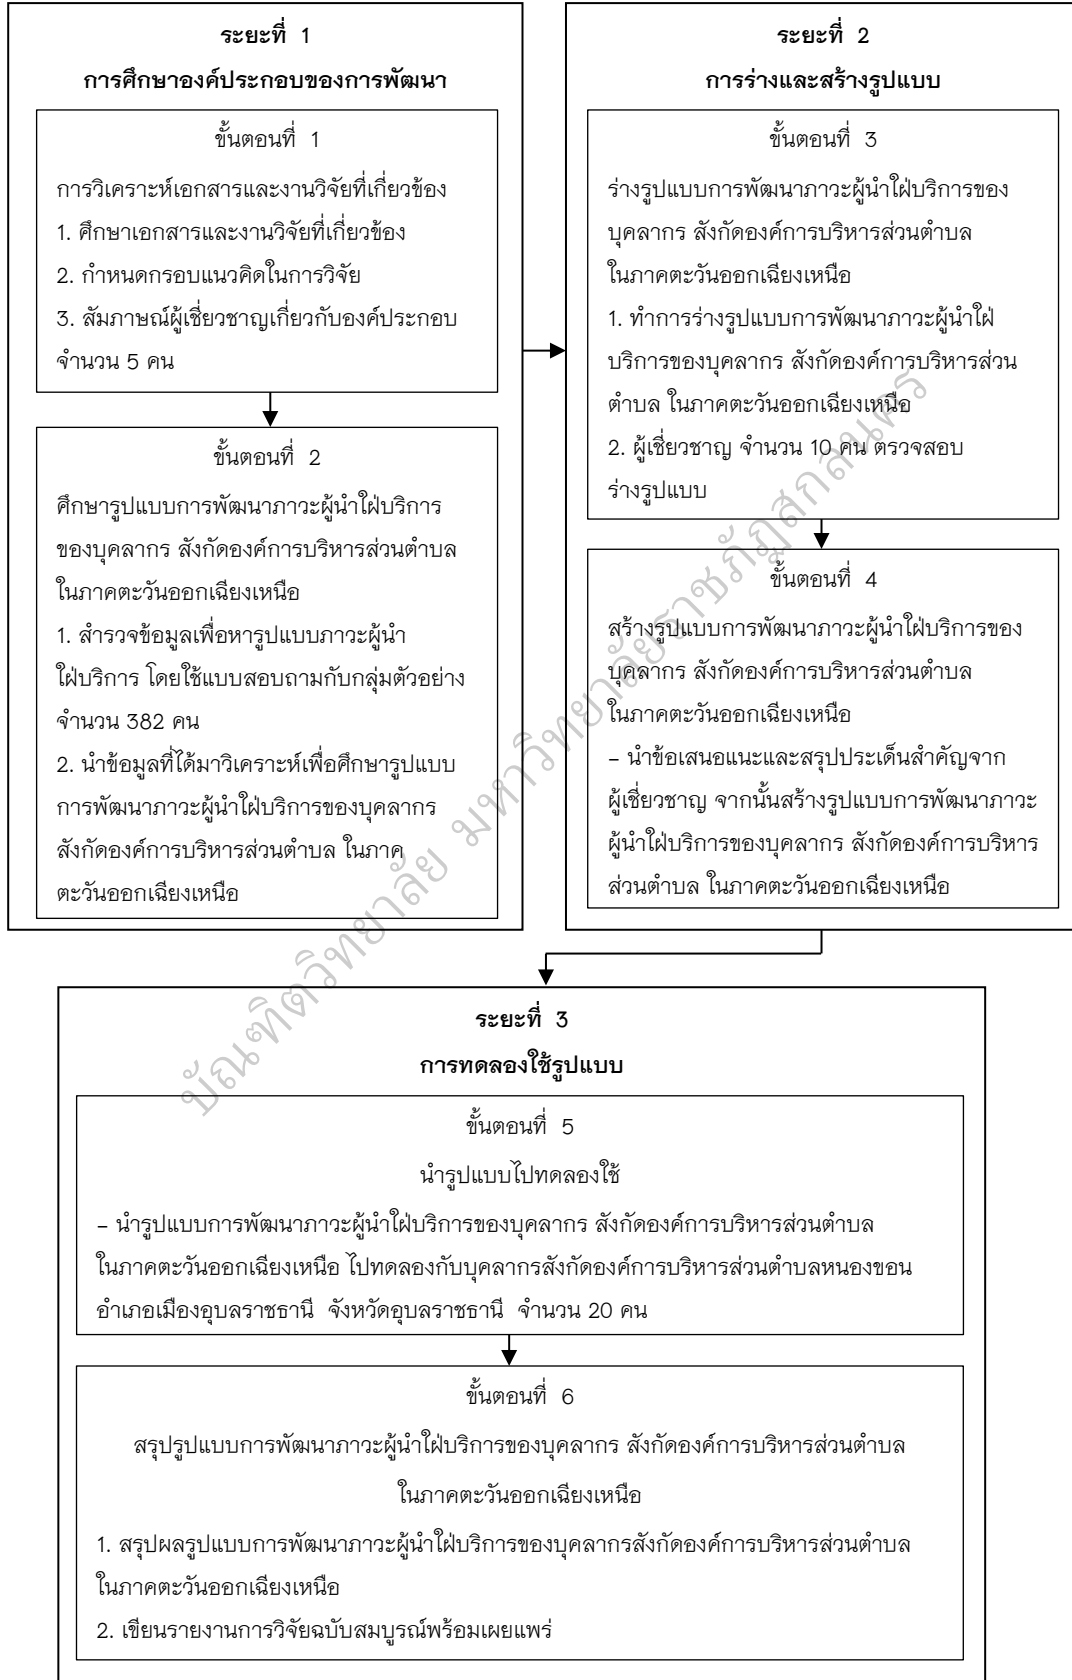 ระยะที่ 1
การศึกษาองค์ประกอบของการพัฒนา
ขั้นตอนที่ 1
การวิเคราะห์เอกสารและงานวิจัยที่เกี่ยวข้อง
1. ศึกษาเอกสารและงานวิจัยที่เกี่ยวข้อง
2. กำหนดกรอบแนวคิดในการวิจัย
3. สัมภาษณ์ผู้เชี่ยวชาญเกี่ยวกับองค์ประกอบ
จำนวน 5 คน
ขั้นตอนที่ 2
ศึกษารูปแบบการพัฒนาภาวะผู้นำใฝ่บริการ
ของบุคลากร สังกัดองค์การบริหารส่วนตำบล
ในภาคตะวันออกเฉียงเหนือ
1. สำรวจข้อมูลเพื่อหารูปแบบภาวะผู้นำ
ใฝ่บริการ โดยใช้แบบสอบถามกับกลุ่มตัวอย่าง
จำนวน 382 คน
2. นำข้อมูลที่ได้มาวิเคราะห์เพื่อศึกษารูปแบบ
การพัฒนาภาวะผู้นำใฝ่บริการของบุคลากร
สังกัดองค์การบริหารส่วนตำบล ในภาค
ตะวันออกเฉียงเหนือ
ระยะที่ 2
การร่างและสร้างรูปแบบ
ขั้นตอนที่ 3
ร่างรูปแบบการพัฒนาภาวะผู้นำใฝ่บริการของ
บุคลากร สังกัดองค์การบริหารส่วนตำบล
ในภาคตะวันออกเฉียงเหนือ
1. ทำการร่างรูปแบบการพัฒนาภาวะผู้นำใฝ่
บริการของบุคลากร สังกัดองค์การบริหารส่วน
ตำบล ในภาคตะวันออกเฉียงเหนือ
2. ผู้เชี่ยวชาญ จำนวน 10 คน ตรวจสอบ
ร่างรูปแบบ
ขั้นตอนที่ 4
สร้างรูปแบบการพัฒนาภาวะผู้นำใฝ่บริการของ
บุคลากร สังกัดองค์การบริหารส่วนตำบล
ในภาคตะวันออกเฉียงเหนือ
– นำข้อเสนอแนะและสรุปประเด็นสำคัญจาก
ผู้เชี่ยวชาญ จากนั้นสร้างรูปแบบการพัฒนาภาวะ
ผู้นำใฝ่บริการของบุคลากร สังกัดองค์การบริหาร
ส่วนตำบล ในภาคตะวันออกเฉียงเหนือ
ระยะที่ 3
การทดลองใช้รูปแบบ
ขั้นตอนที่ 5
นำรูปแบบไปทดลองใช้
– นำรูปแบบการพัฒนาภาวะผู้นำใฝ่บริการของบุคลากร สังกัดองค์การบริหารส่วนตำบล
ในภาคตะวันออกเฉียงเหนือ ไปทดลองกับบุคลากรสังกัดองค์การบริหารส่วนตำบลหนองขอน
อำเภอเมืองอุบลราชธานี จังหวัดอุบลราชธานี จำนวน 20 คน
ขั้นตอนที่ 6
สรุปรูปแบบการพัฒนาภาวะผู้นำใฝ่บริการของบุคลากร สังกัดองค์การบริหารส่วนตำบล
ในภาคตะวันออกเฉียงเหนือ
1. สรุปผลรูปแบบการพัฒนาภาวะผู้นำใฝ่บริการของบุคลากรสังกัดองค์การบริหารส่วนตำบล
ในภาคตะวันออกเฉียงเหนือ
2. เขียนรายงานการวิจัยฉบับสมบูรณ์พร้อมเผยแพร่
บัณฑิตวิทยาลัย มหาวิทยาลัยราชภัฏสกลนคร